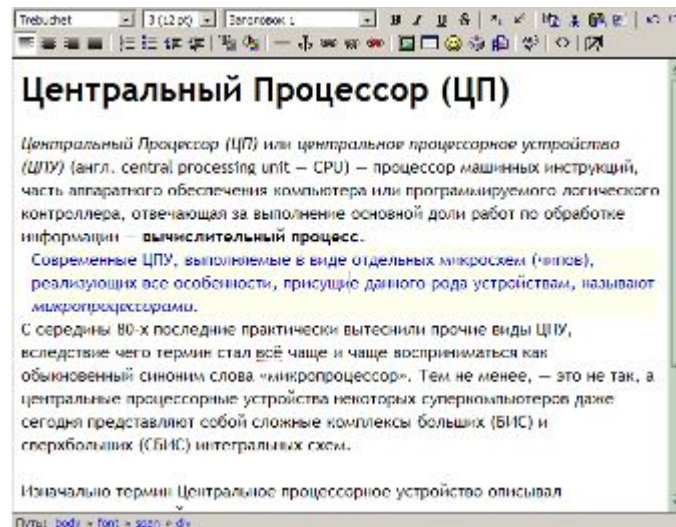 Trebuchet 3 (12 pt) Заголовок 1
Центральный Процессор (ЦП)
Центральный Процессор (ЦП) или центральное процессорное устройство
(ЦПУ) (англ. central processing unit — CPU) — процессор машинных инструкций,
часть аппаратного обеспечения компьютера или программируемого логического
контроллера, отвечающая за выполнение основной доли работ по обработке
информации — вычислительный процесс.
Современные ЦПУ, выполняемые в виде отдельных микросхем (чипов),
реализующих все особенности, присущие данного рода устройствам, называют
микропроцессорами.
С середины 80-х последние практически вытеснили прочие виды ЦПУ,
вследствие чего термин стал всё чаще и чаще восприниматься как
обыкновенный синоним слова «микропроцессор». Тем не менее, — это не так, а
центральные процессорные устройства некоторых суперкомпьютеров даже
сегодня представляют собой сложные комплексы больших (БИС) и
сверхбольших (СБИС) интегральных схем.
Изначально термин Центральное процессорное устройство описывал
Путь: body » font » span » div